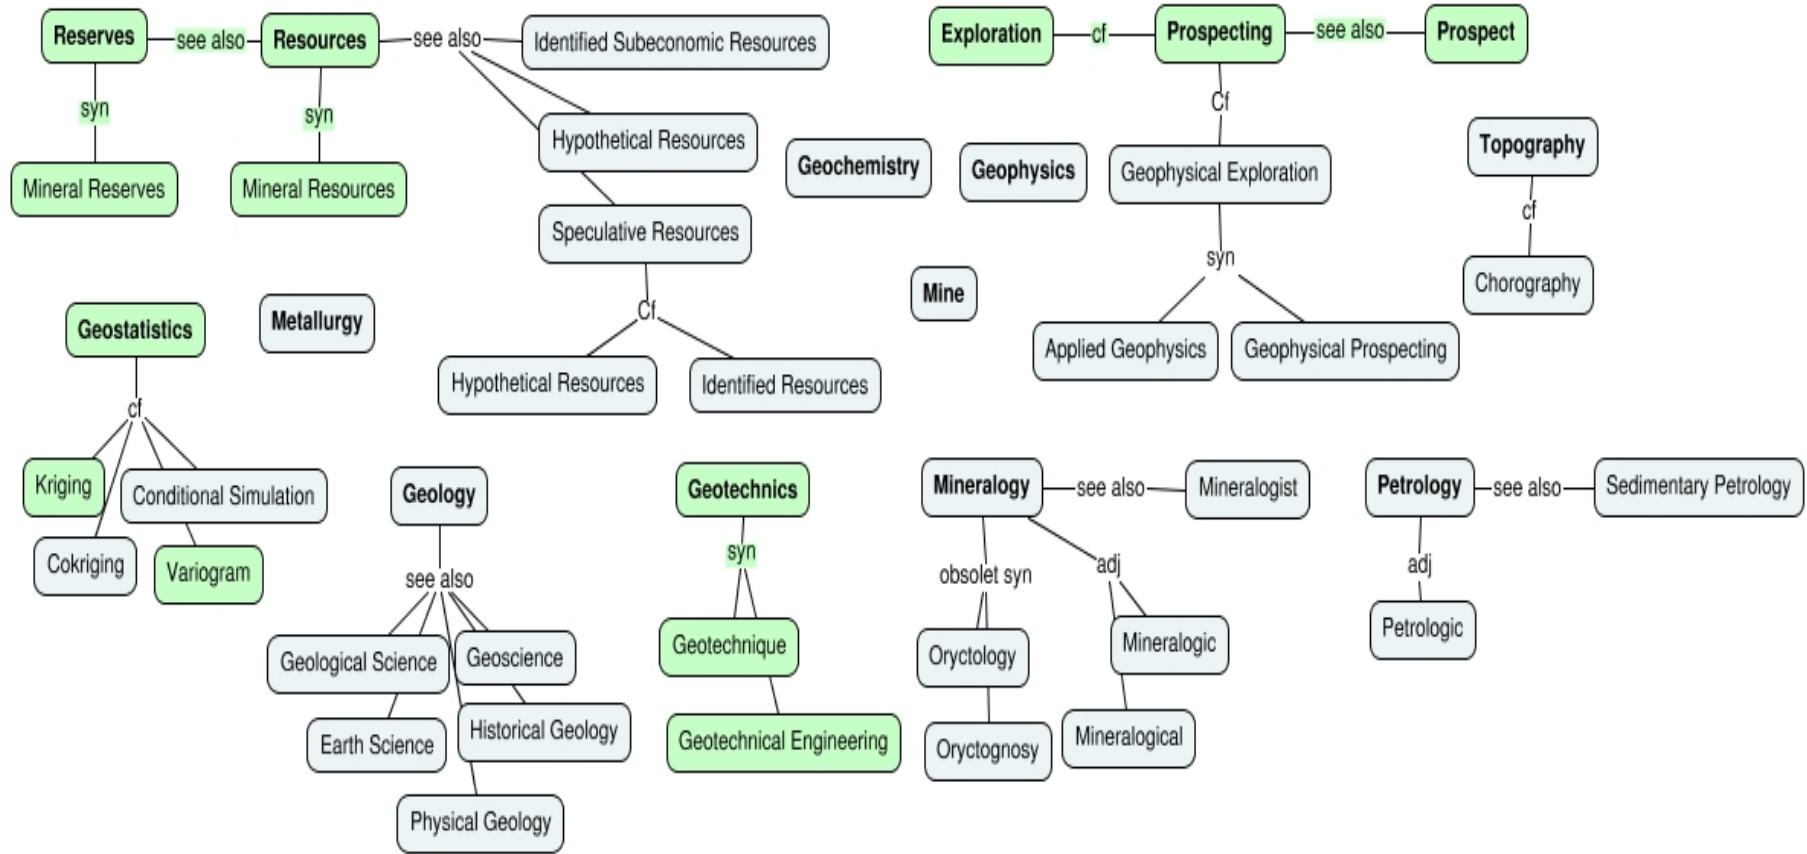 Reserves
see also
Resources
see also
Identified Subeconomic Resources
syn
syn
Mineral Reserves
Mineral Resources
Hypothetical Resources
Speculative Resources
Cf
Hypothetical Resources
Identified Resources
Exploration
cf
Prospecting
see also
Prospect
Cf
Geochemistry
Geophysics
Geophysical Exploration
syn
Applied Geophysics
Geophysical Prospecting
Topography
cf
Chorography
Mine
Geostatistics
Metallurgy
cf
Kriging
Conditional Simulation
Cokriging
Variogram
Geology
see also
Geological Science
Geoscience
Earth Science
Historical Geology
Physical Geology
Geotechnics
syn
Geotechnique
Geotechnical Engineering
Mineralogy
see also
Mineralogist
obsolet syn
adj
Oryctology
Mineralogic
Oryctognosy
Mineralogical
Petrology
see also
Sedimentary Petrology
adj
Petrologic